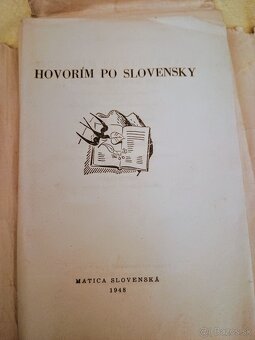 HOVORÍM PO SLOVENSKY
MATICA SLOVENSKÁ
1948